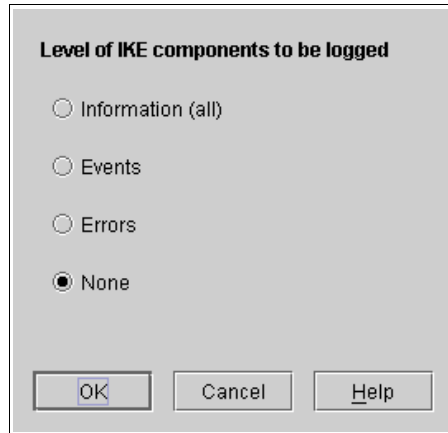 Level of IKE components to be logged
Information (all)
Events
Errors
None
OK Cancel Help